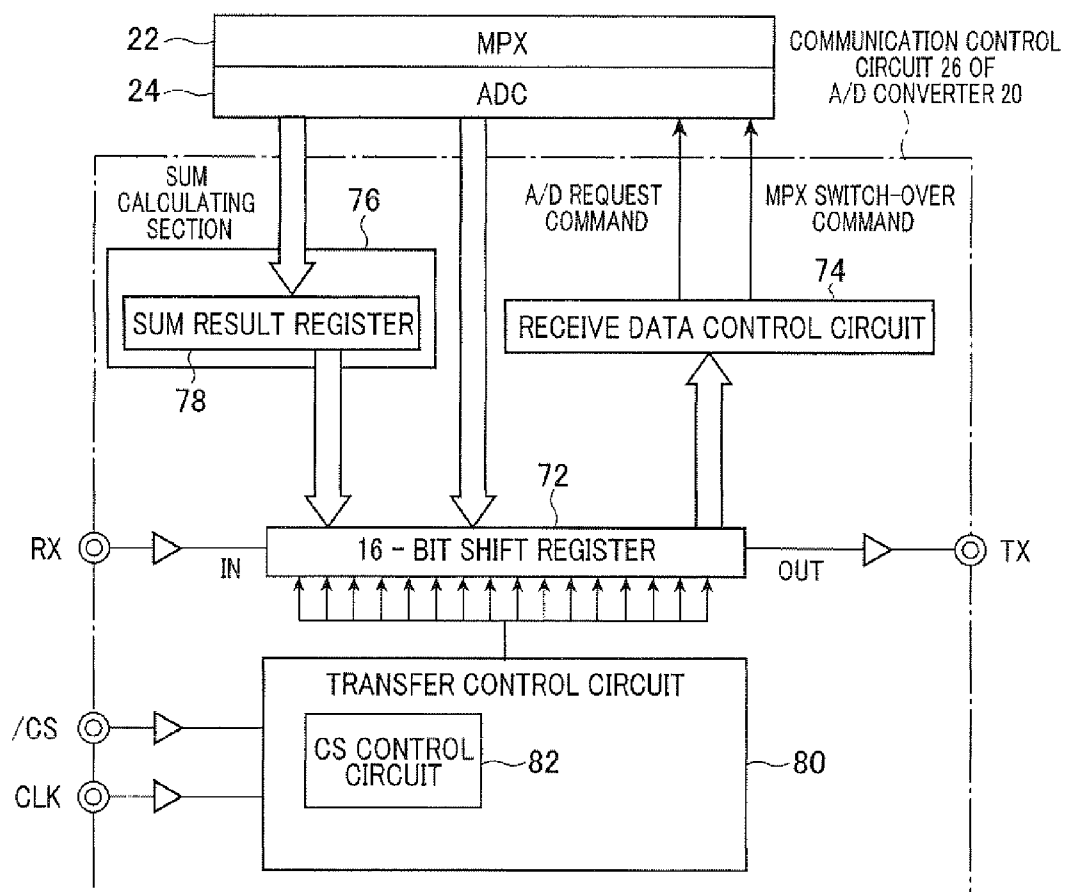 22
MPX
24
ADC
COMMUNICATION CONTROL
CIRCUIT 26 OF
A/D CONVERTER 20
SUM
CALCULATING
SECTION
76
A/D REQUEST
COMMAND
MPX SWITCH-OVER
COMMAND
74
SUM RESULT REGISTER
RECEIVE DATA CONTROL CIRCUIT
78
72
RX
IN
16 - BIT SHIFT REGISTER
OUT
TX
TRANSFER CONTROL CIRCUIT
/CS
CS CONTROL
CIRCUIT
82
80
CLK